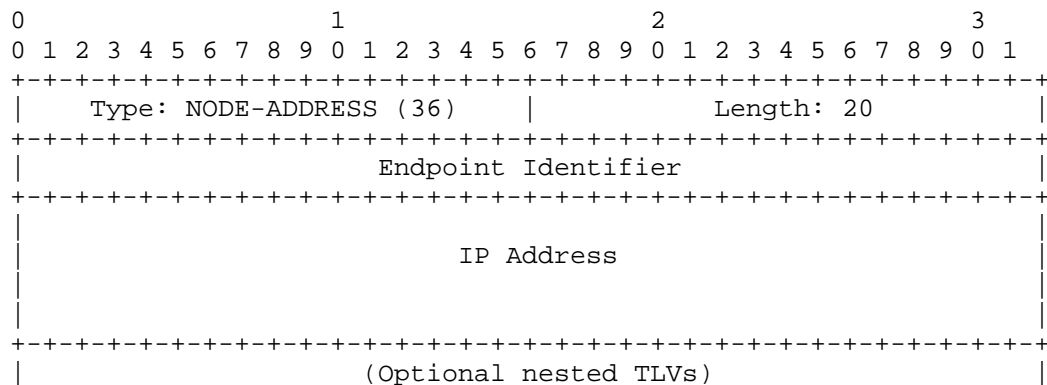 0                   1                   2                   3
0 1 2 3 4 5 6 7 8 9 0 1 2 3 4 5 6 7 8 9 0 1 2 3 4 5 6 7 8 9 0 1
+-+-+-+-+-+-+-+-+-+-+-+-+-+-+-+-+-+-+-+-+-+-+-+-+-+-+-+-+-+-+-+-+
|    Type: NODE-ADDRESS (36)    |           Length: 20          |
+-+-+-+-+-+-+-+-+-+-+-+-+-+-+-+-+-+-+-+-+-+-+-+-+-+-+-+-+-+-+-+-+
|                      Endpoint Identifier                      |
+-+-+-+-+-+-+-+-+-+-+-+-+-+-+-+-+-+-+-+-+-+-+-+-+-+-+-+-+-+-+-+-+
|                                                               |
|                           IP Address                          |
|                                                               |
|                                                               |
+-+-+-+-+-+-+-+-+-+-+-+-+-+-+-+-+-+-+-+-+-+-+-+-+-+-+-+-+-+-+-+-+
|                     (Optional nested TLVs)                    |